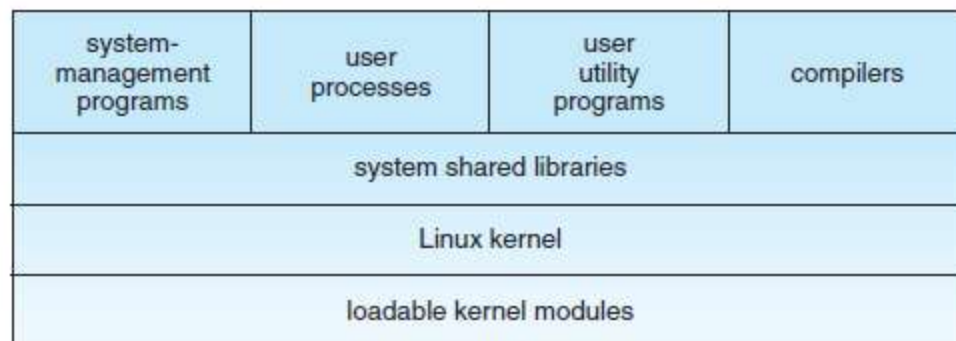 system-
management
programs
user
processes
user
utility
programs
compilers
system shared libraries
Linux kernel
loadable kernel modules